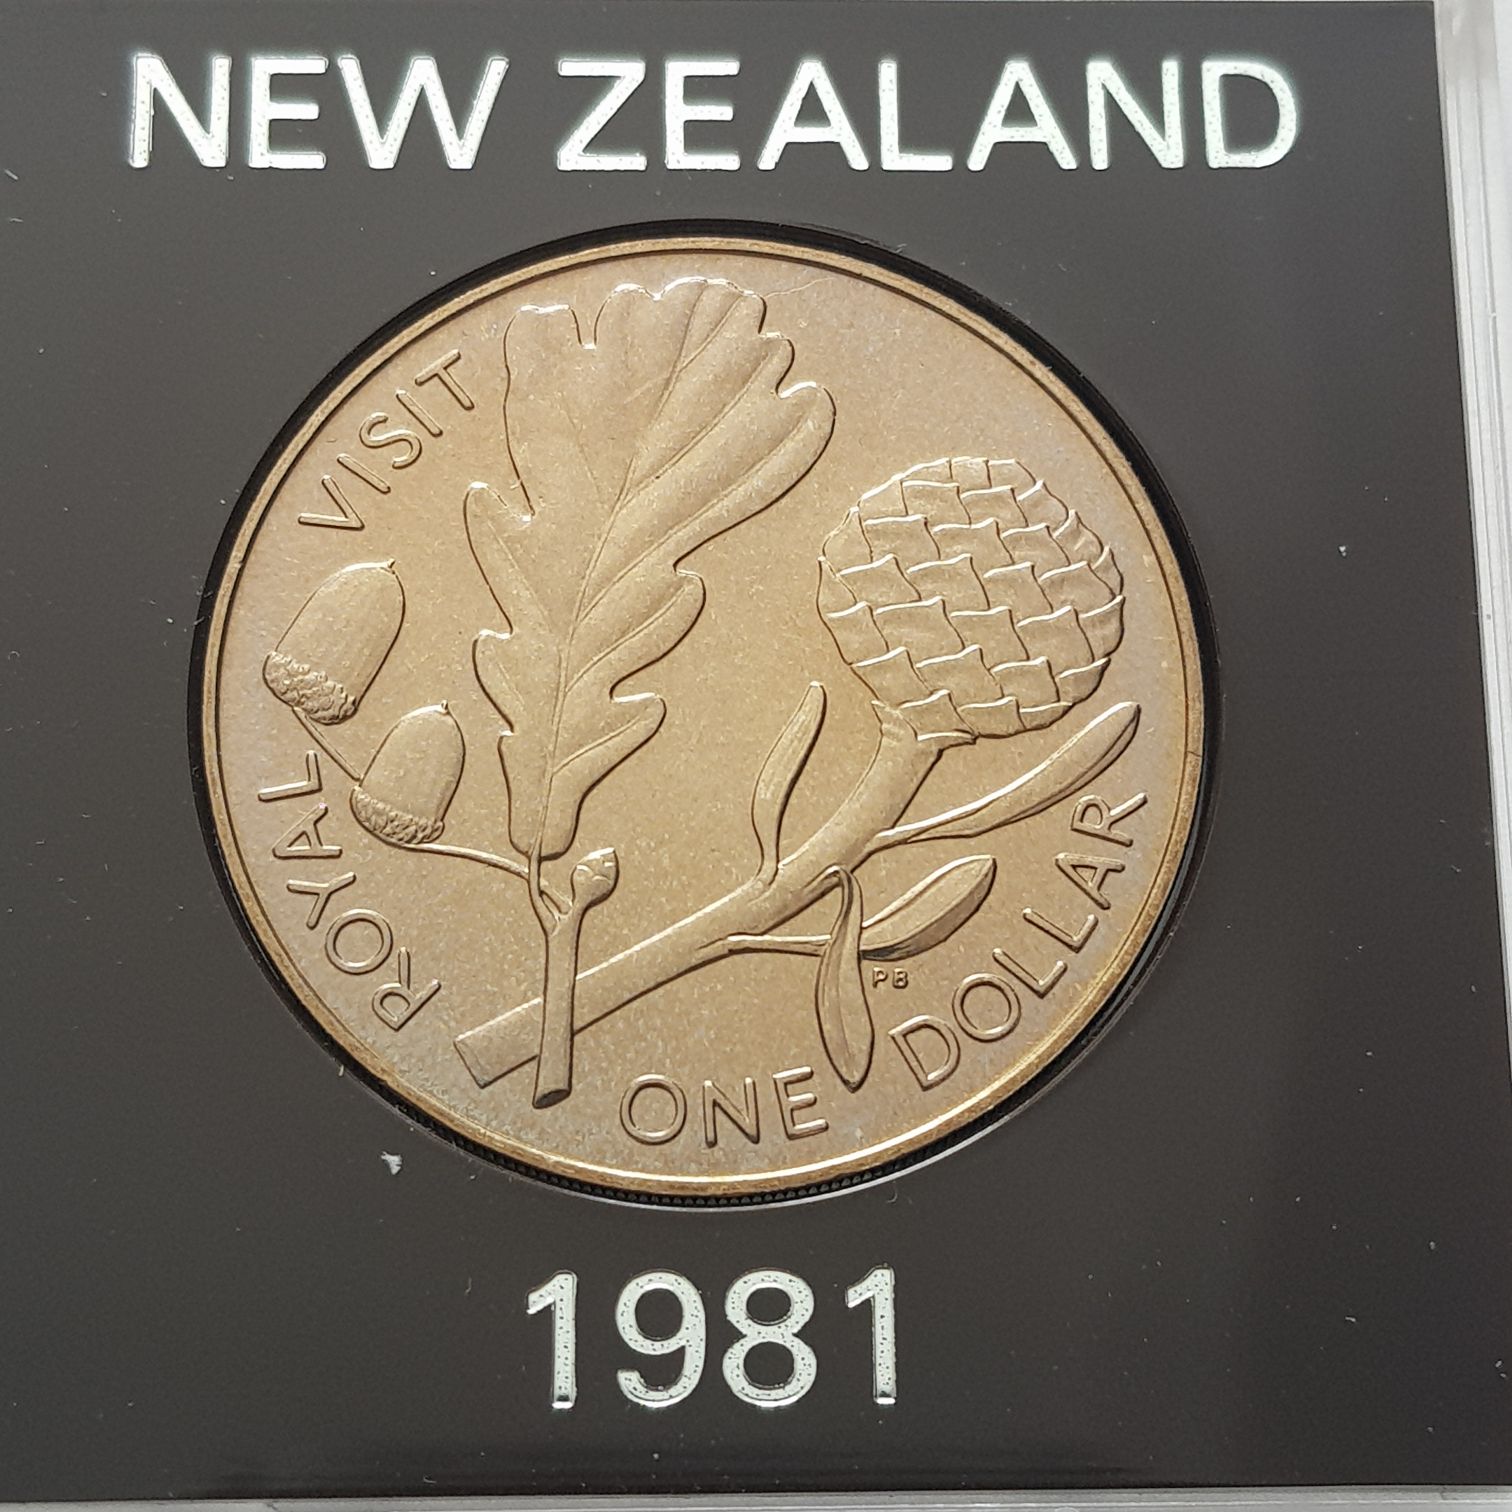 NEW ZEALAND
ROYAL VISIT
PB
ONE DOLLAR
1981